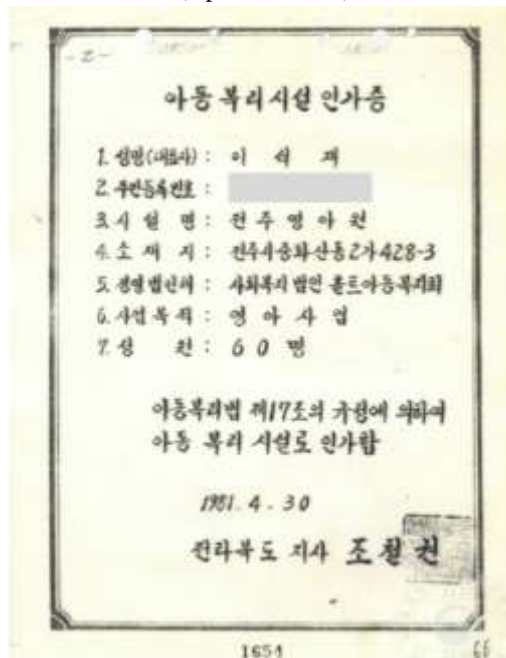 -2-
아동복리시설 인가증
1. 성명(대표자) : 이 석 재
2. 주민등록번호 :
3. 시 설 명 : 전 주 영 아 원
4. 소 재 지 : 전주시중화산동2가428-3
5. 경영법인체 : 사회복지법인 홀트아동복지회
6. 사업목적 : 영 아 사 업
7. 정 원 : 60 명
아동복리법 제17조의 규정에 의하여
아동 복리 시설로 인가함
1981. 4. 30
전라북도 지사 조철권
1654